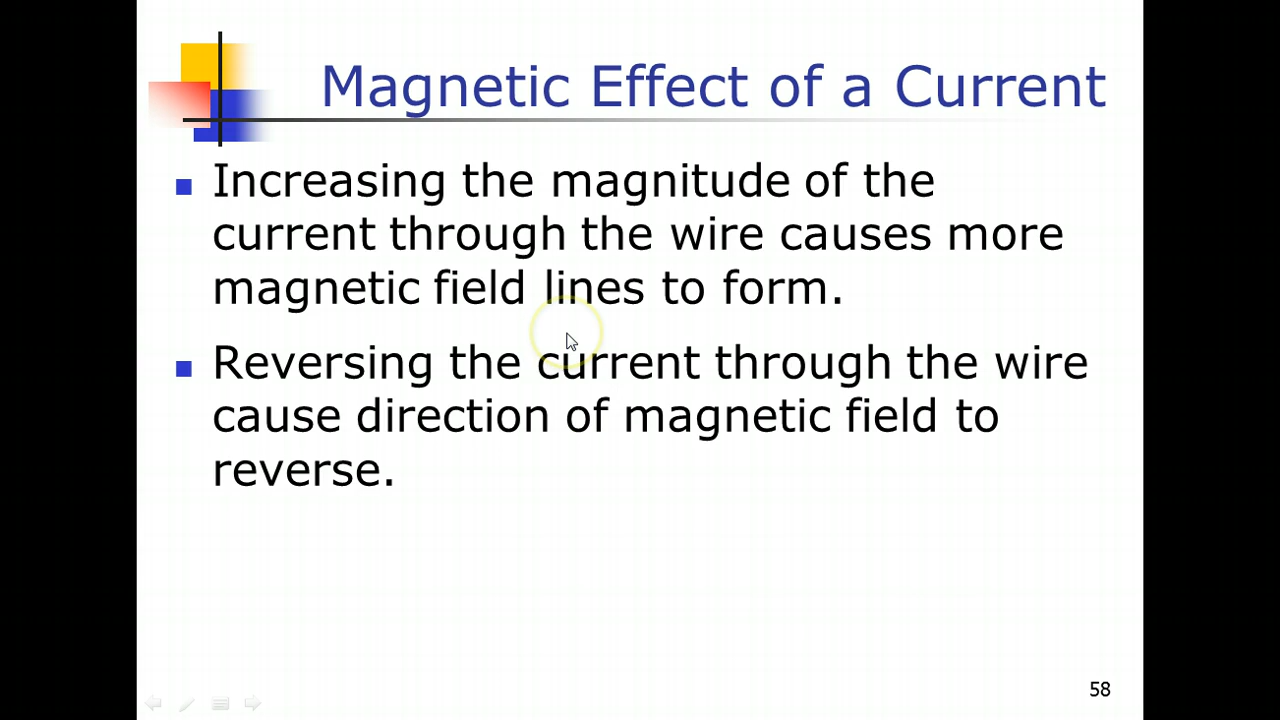 Magnetic Effect of a Current
Increasing the magnitude of the
current through the wire causes more
magnetic field lines to form.
Reversing the current through the wire
cause direction of magnetic field to
reverse.
58